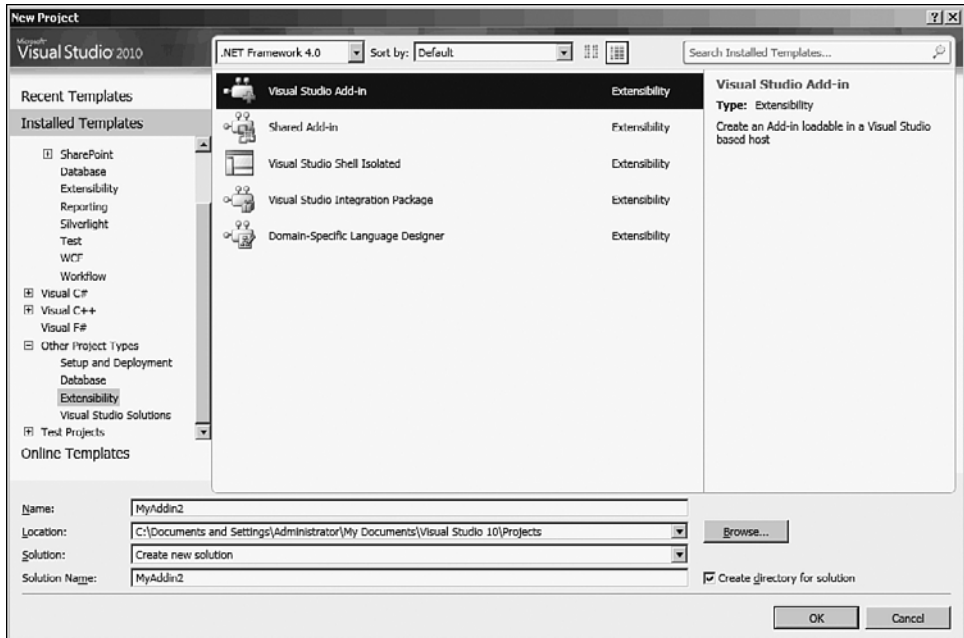 New Project
Microsoft
Visual Studio 2010
.NET Framework 4.0
Sort by: Default
Search Installed Templates...
Recent Templates
Installed Templates
SharePoint
Database
Extensibility
Reporting
Silverlight
Test
WCF
Workflow
Visual C#
Visual C++
Visual F#
Other Project Types
Setup and Deployment
Database
Extensibility
Visual Studio Solutions
Test Projects
Online Templates
Visual Studio Add-in Extensibility
Shared Add-in Extensibility
Visual Studio Shell Isolated Extensibility
Visual Studio Integration Package Extensibility
Domain-Specific Language Designer Extensibility
Visual Studio Add-in
Type: Extensibility
Create an Add-in loadable in a Visual Studio
based host
Name: MyAddin2
Location: C:\Documents and Settings\Administrator\My Documents\Visual Studio 10\Projects
Browse...
Solution: Create new solution
Solution Name: MyAddin2
Create directory for solution
OK Cancel